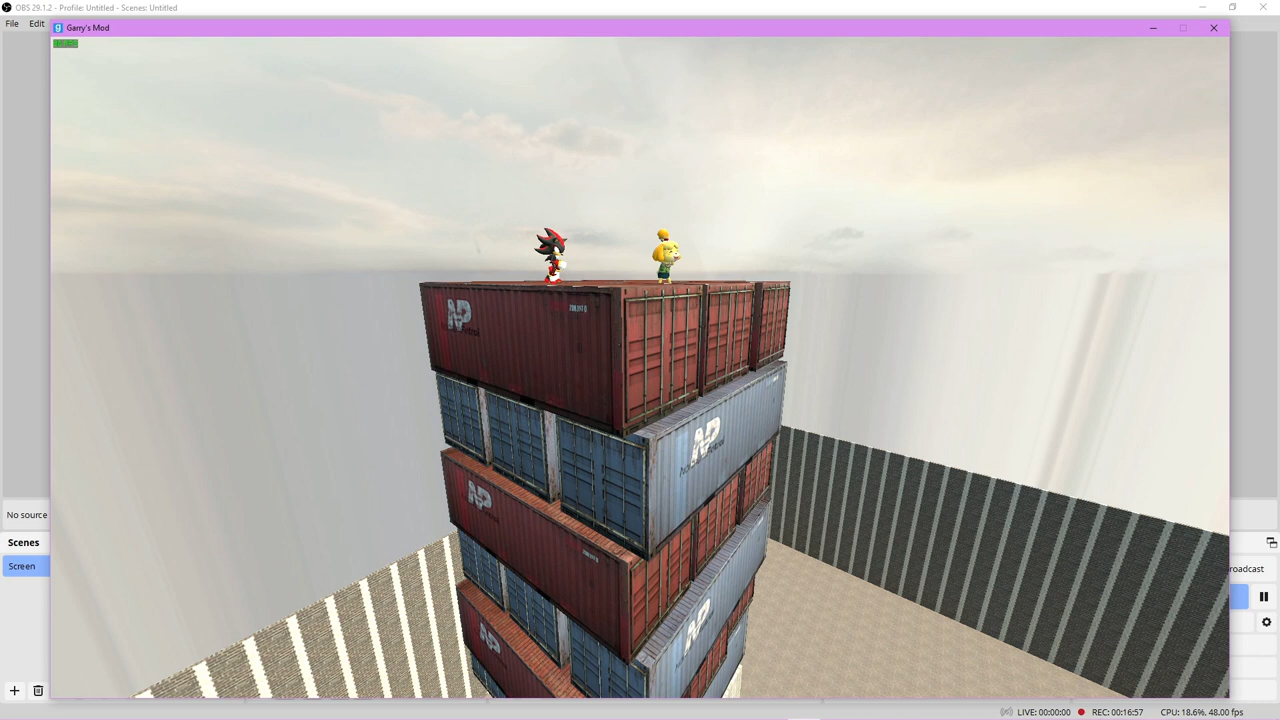 OBS 29.1.2 - Profile: Untitled - Scenes: Untitled
File Edit
Garry's Mod
NP
NP
NP
NP
NP
No source
Scenes
Screen
roadcast
LIVE: 00:00:00 REC: 00:16:57 CPU: 18.6%, 48.00 fps